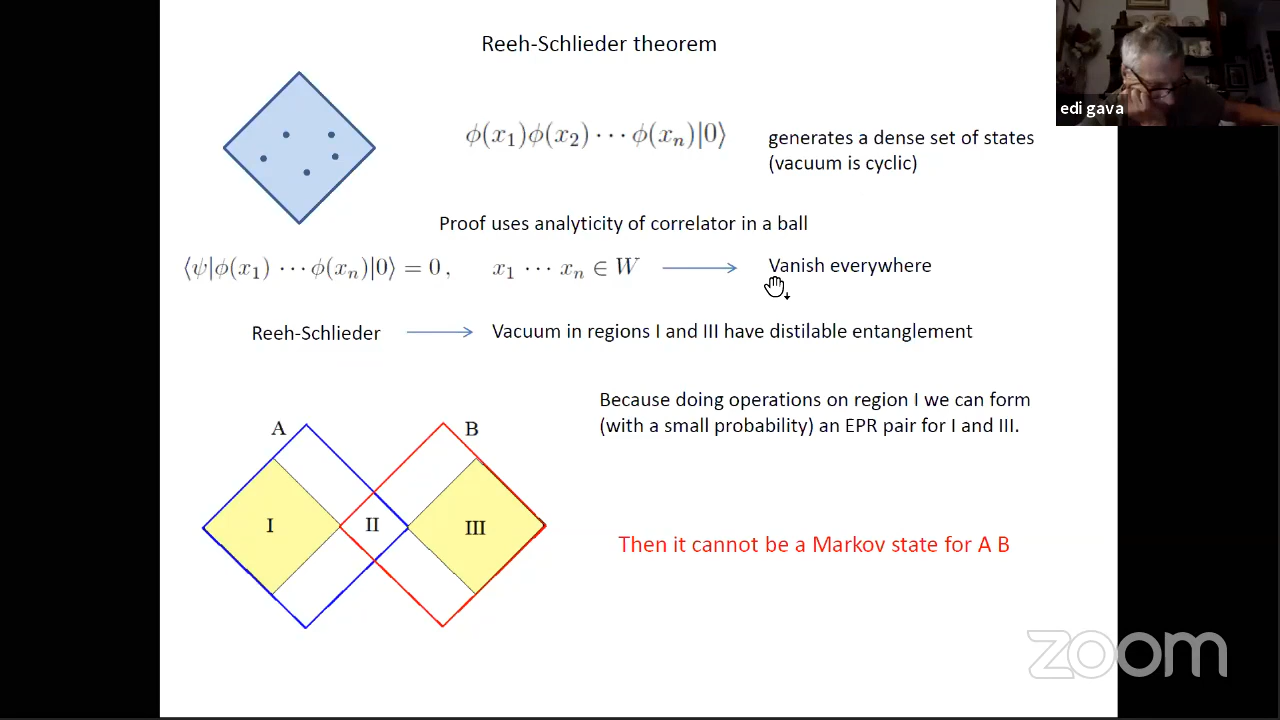 Reeh-Schlieder theorem
edi gava
ϕ(x₁)ϕ(x₂) ⋯ ϕ(xₙ)|0⟩
generates a dense set of states
(vacuum is cyclic)
Proof uses analyticity of correlator in a ball
⟨ψ|ϕ(x₁) ⋯ ϕ(xₙ)|0⟩ = 0 , x₁ ⋯ xₙ ∈ W ⟶ Vanish everywhere
Reeh-Schlieder ⟶ Vacuum in regions I and III have distilable entanglement
Because doing operations on region I we can form
(with a small probability) an EPR pair for I and III.
A B
I II III
Then it cannot be a Markov state for A B
zoom